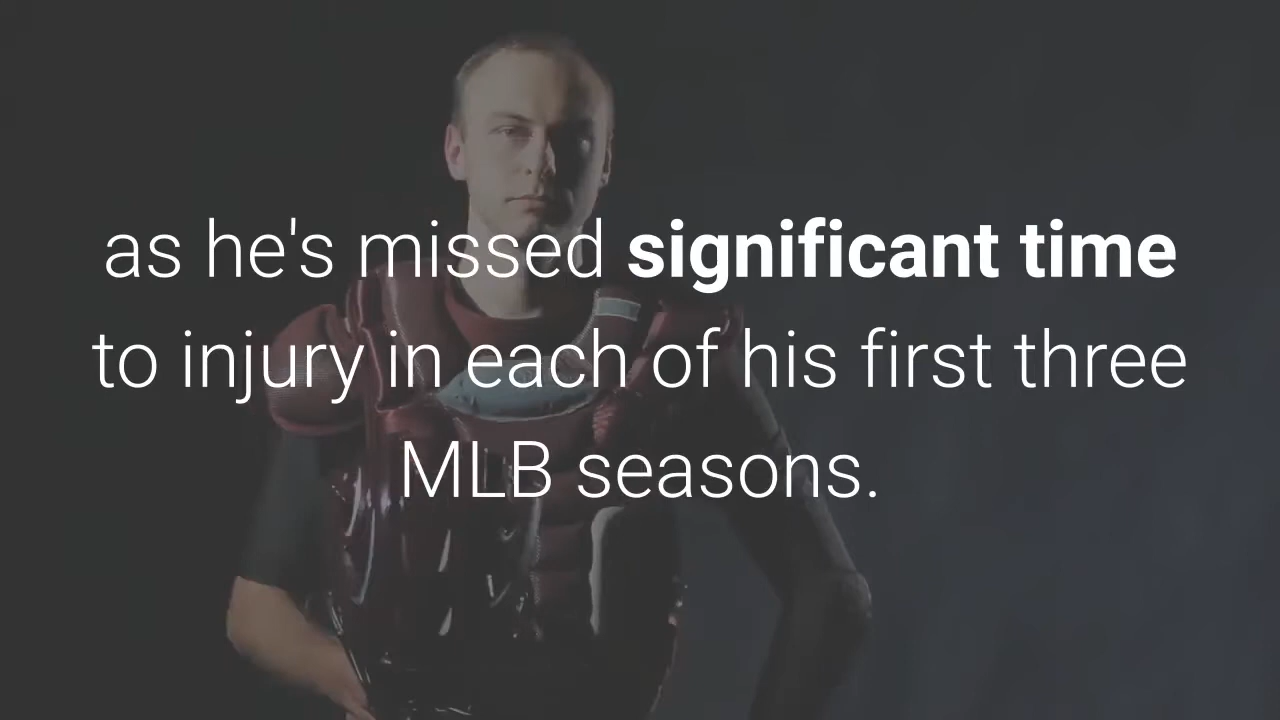 as he's missed significant time
to injury in each of his first three
MLB seasons.